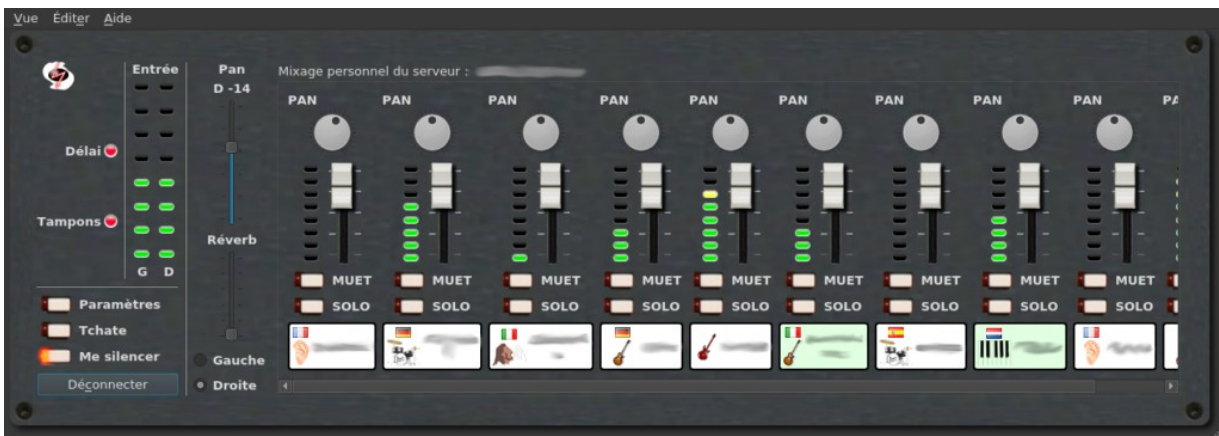 Vue Éditer Aide
Entrée
Pan
D -14
Mixage personnel du serveur :
PAN PAN PAN PAN PAN PAN PAN PAN PAN PA
Délai
Tampons
Réverb
G D
MUET MUET MUET MUET MUET MUET MUET MUET MUET
Paramètres
SOLO SOLO SOLO SOLO SOLO SOLO SOLO SOLO SOLO
Tchate
Me silencer
Gauche
Déconnecter
Droite